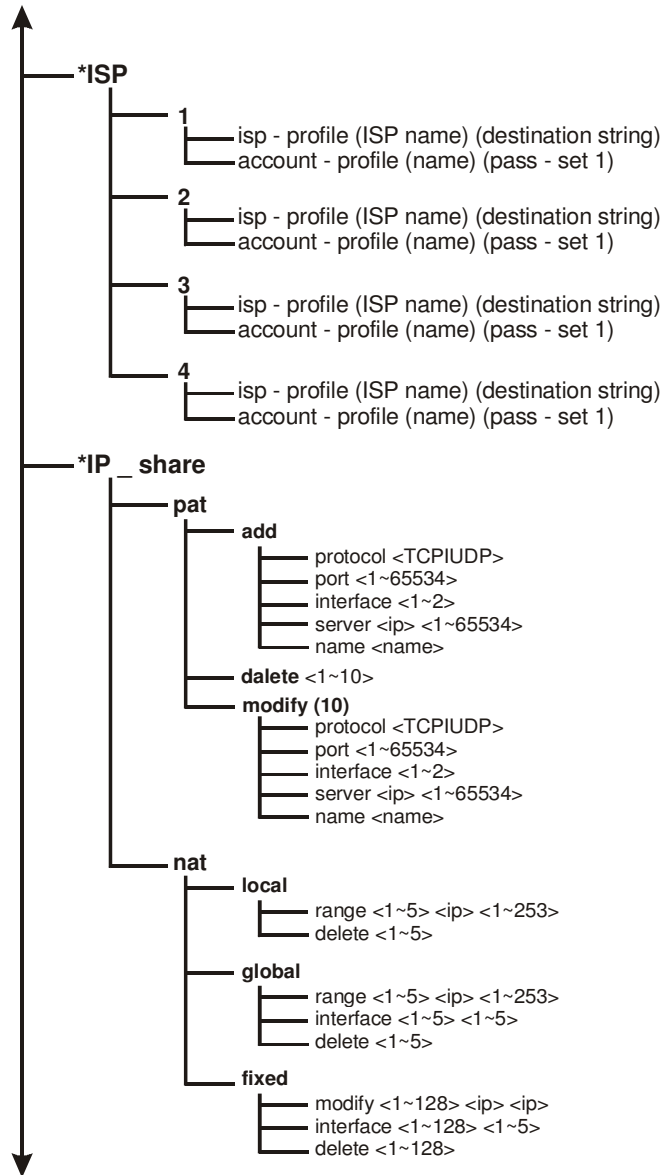 *ISP
1
isp - profile (ISP name) (destination string)
account - profile (name) (pass - set 1)
2
isp - profile (ISP name) (destination string)
account - profile (name) (pass - set 1)
3
isp - profile (ISP name) (destination string)
account - profile (name) (pass - set 1)
4
isp - profile (ISP name) (destination string)
account - profile (name) (pass - set 1)
*IP _ share
pat
add
protocol <TCPIUDP>
port <1~65534>
interface <1~2>
server <ip> <1~65534>
name <name>
dalete <1~10>
modify (10)
protocol <TCPIUDP>
port <1~65534>
interface <1~2>
server <ip> <1~65534>
name <name>
nat
local
range <1~5> <ip> <1~253>
delete <1~5>
global
range <1~5> <ip> <1~253>
interface <1~5> <1~5>
delete <1~5>
fixed
modify <1~128> <ip> <ip>
interface <1~128> <1~5>
delete <1~128>